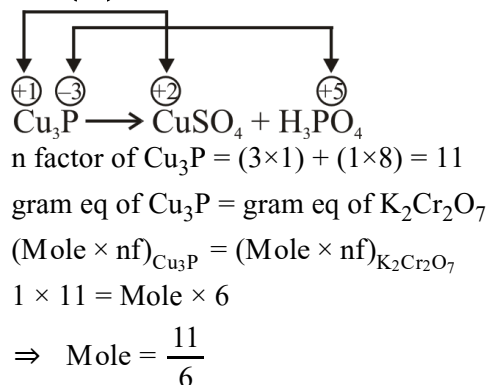 +1 −3 +2 +5
Cu₃P ⟶ CuSO₄ + H₃PO₄
n factor of Cu₃P = (3×1) + (1×8) = 11
gram eq of Cu₃P = gram eq of K₂Cr₂O₇
(Mole × nf)Cu₃P = (Mole × nf)K₂Cr₂O₇
1 × 11 = Mole × 6
⇒ Mole = 11/6